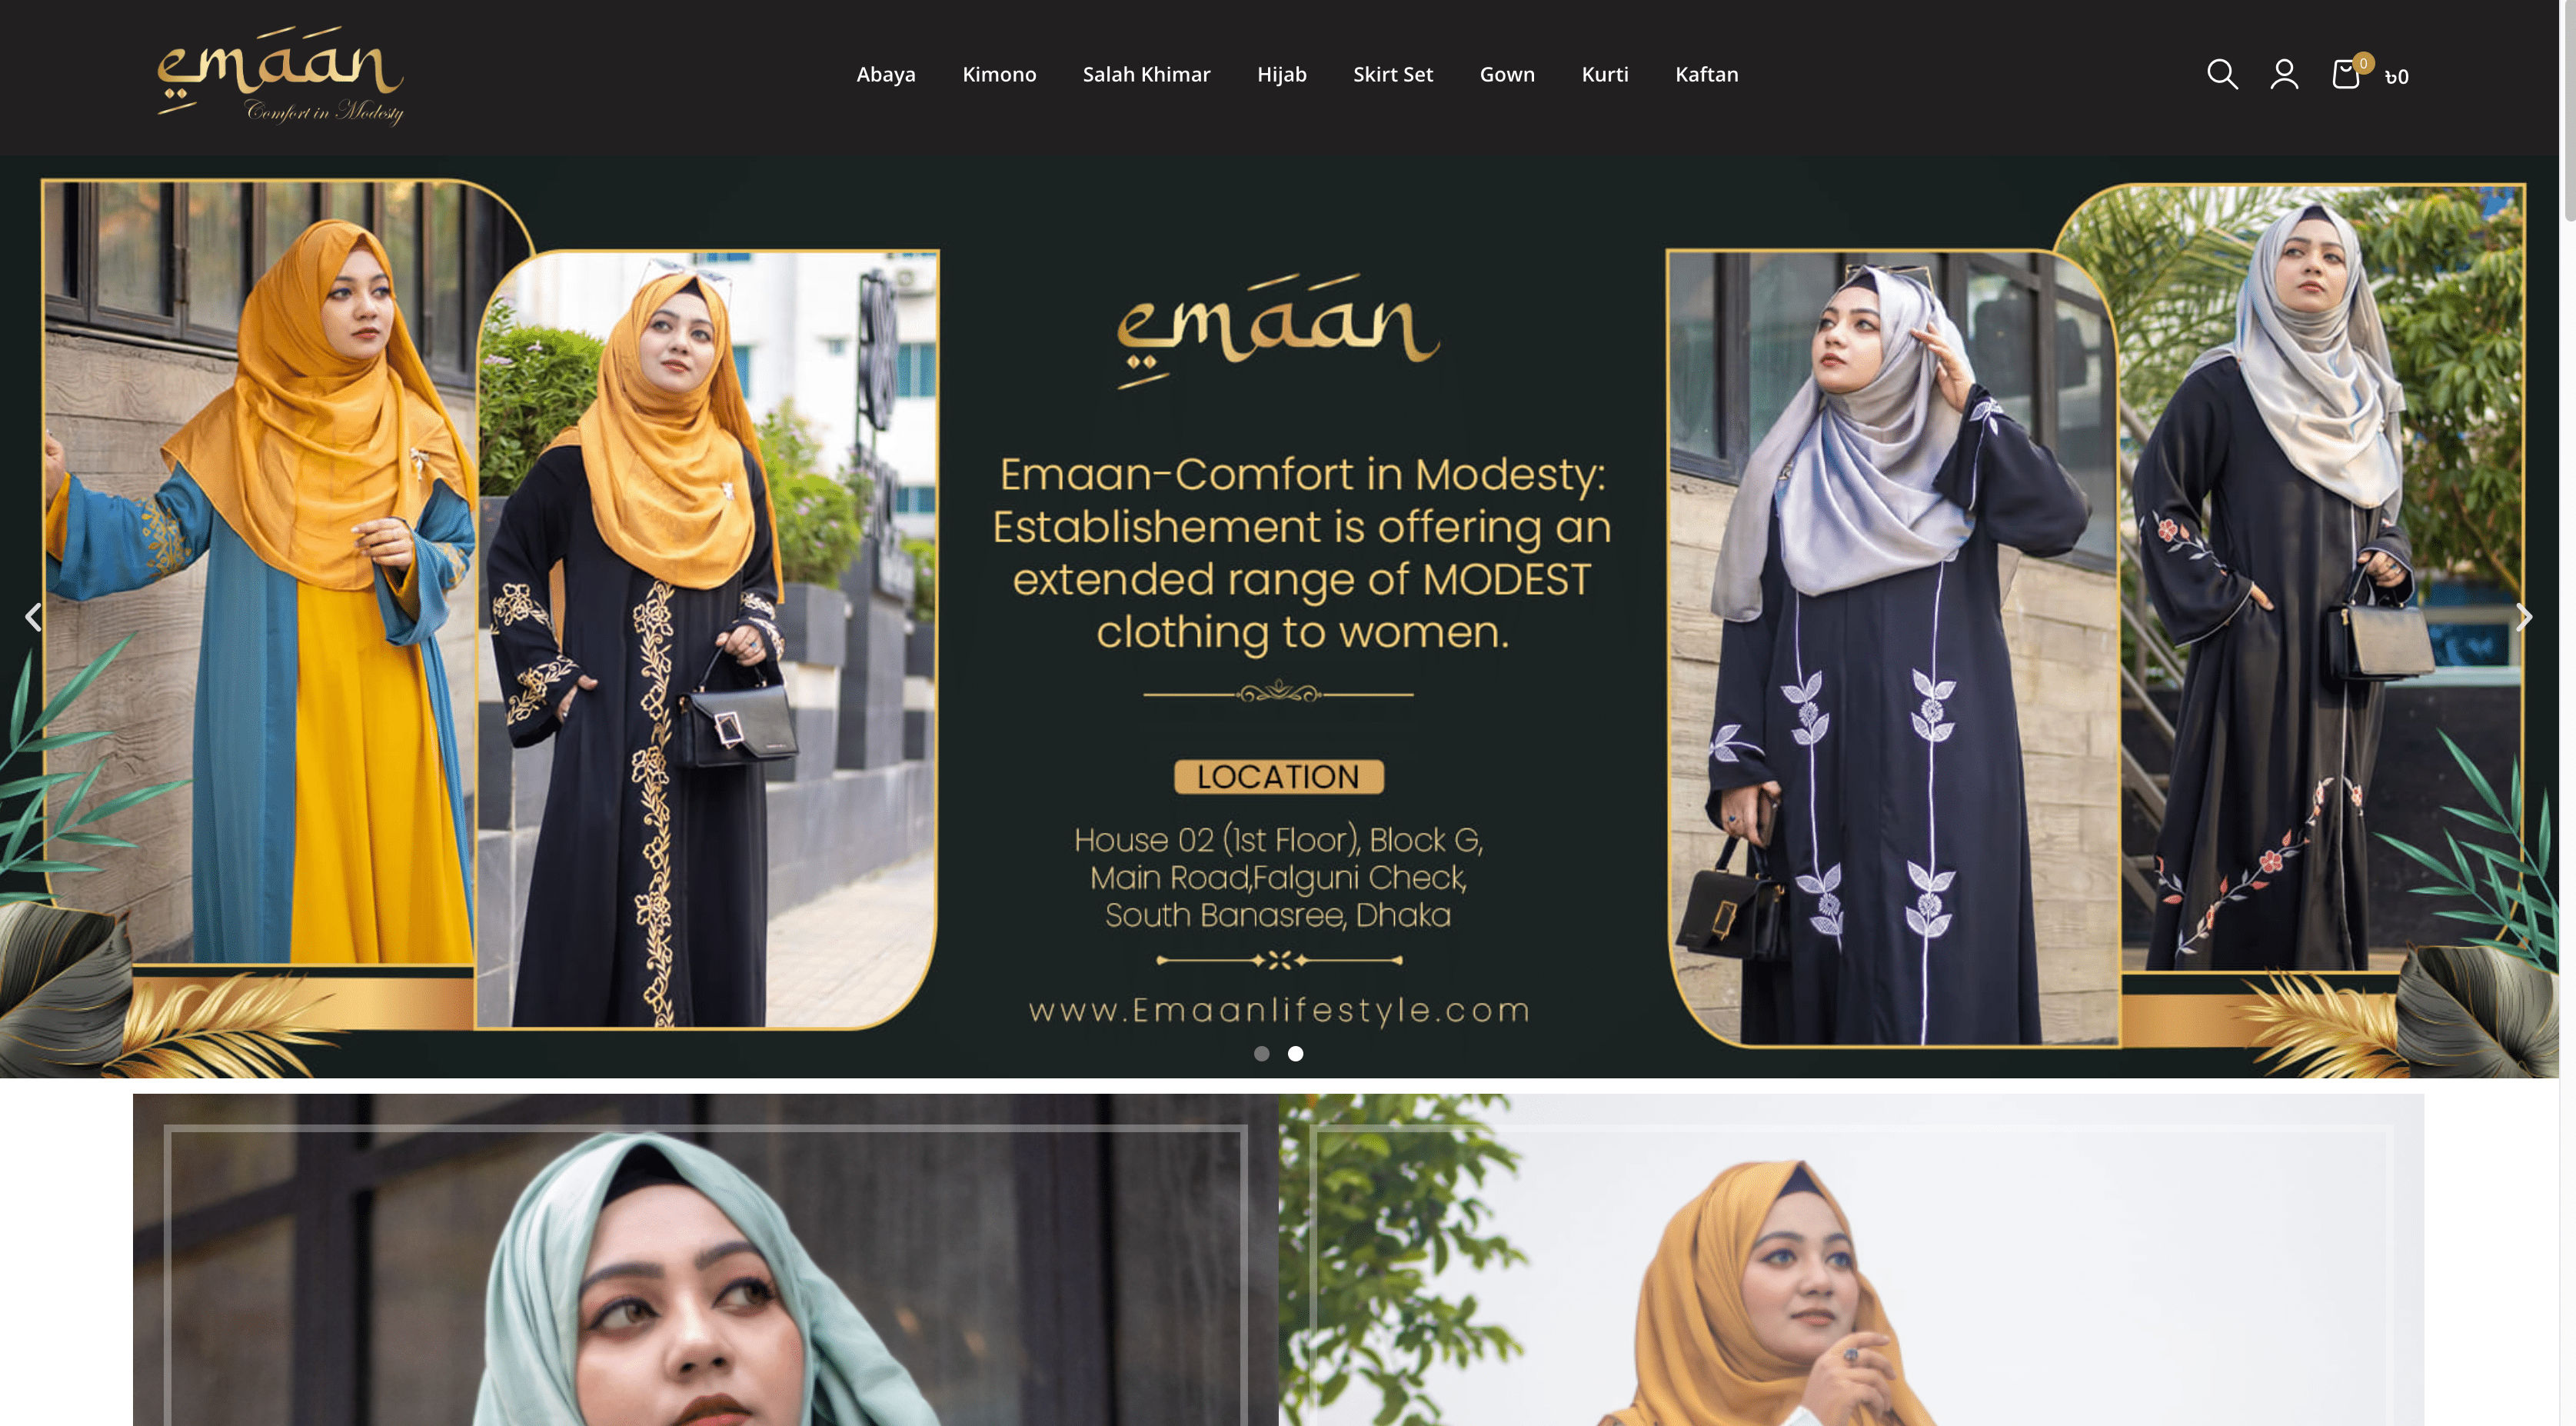 emaan
Comfort in Modesty
Abaya
Kimono
Salah Khimar
Hijab
Skirt Set
Gown
Kurti
Kaftan
0
৳0
emaan
Emaan-Comfort in Modesty:
Establishement is offering an
extended range of MODEST
clothing to women.
LOCATION
House 02 (1st Floor), Block G,
Main Road,Falguni Check,
South Banasree, Dhaka
www.Emaanlifestyle.com